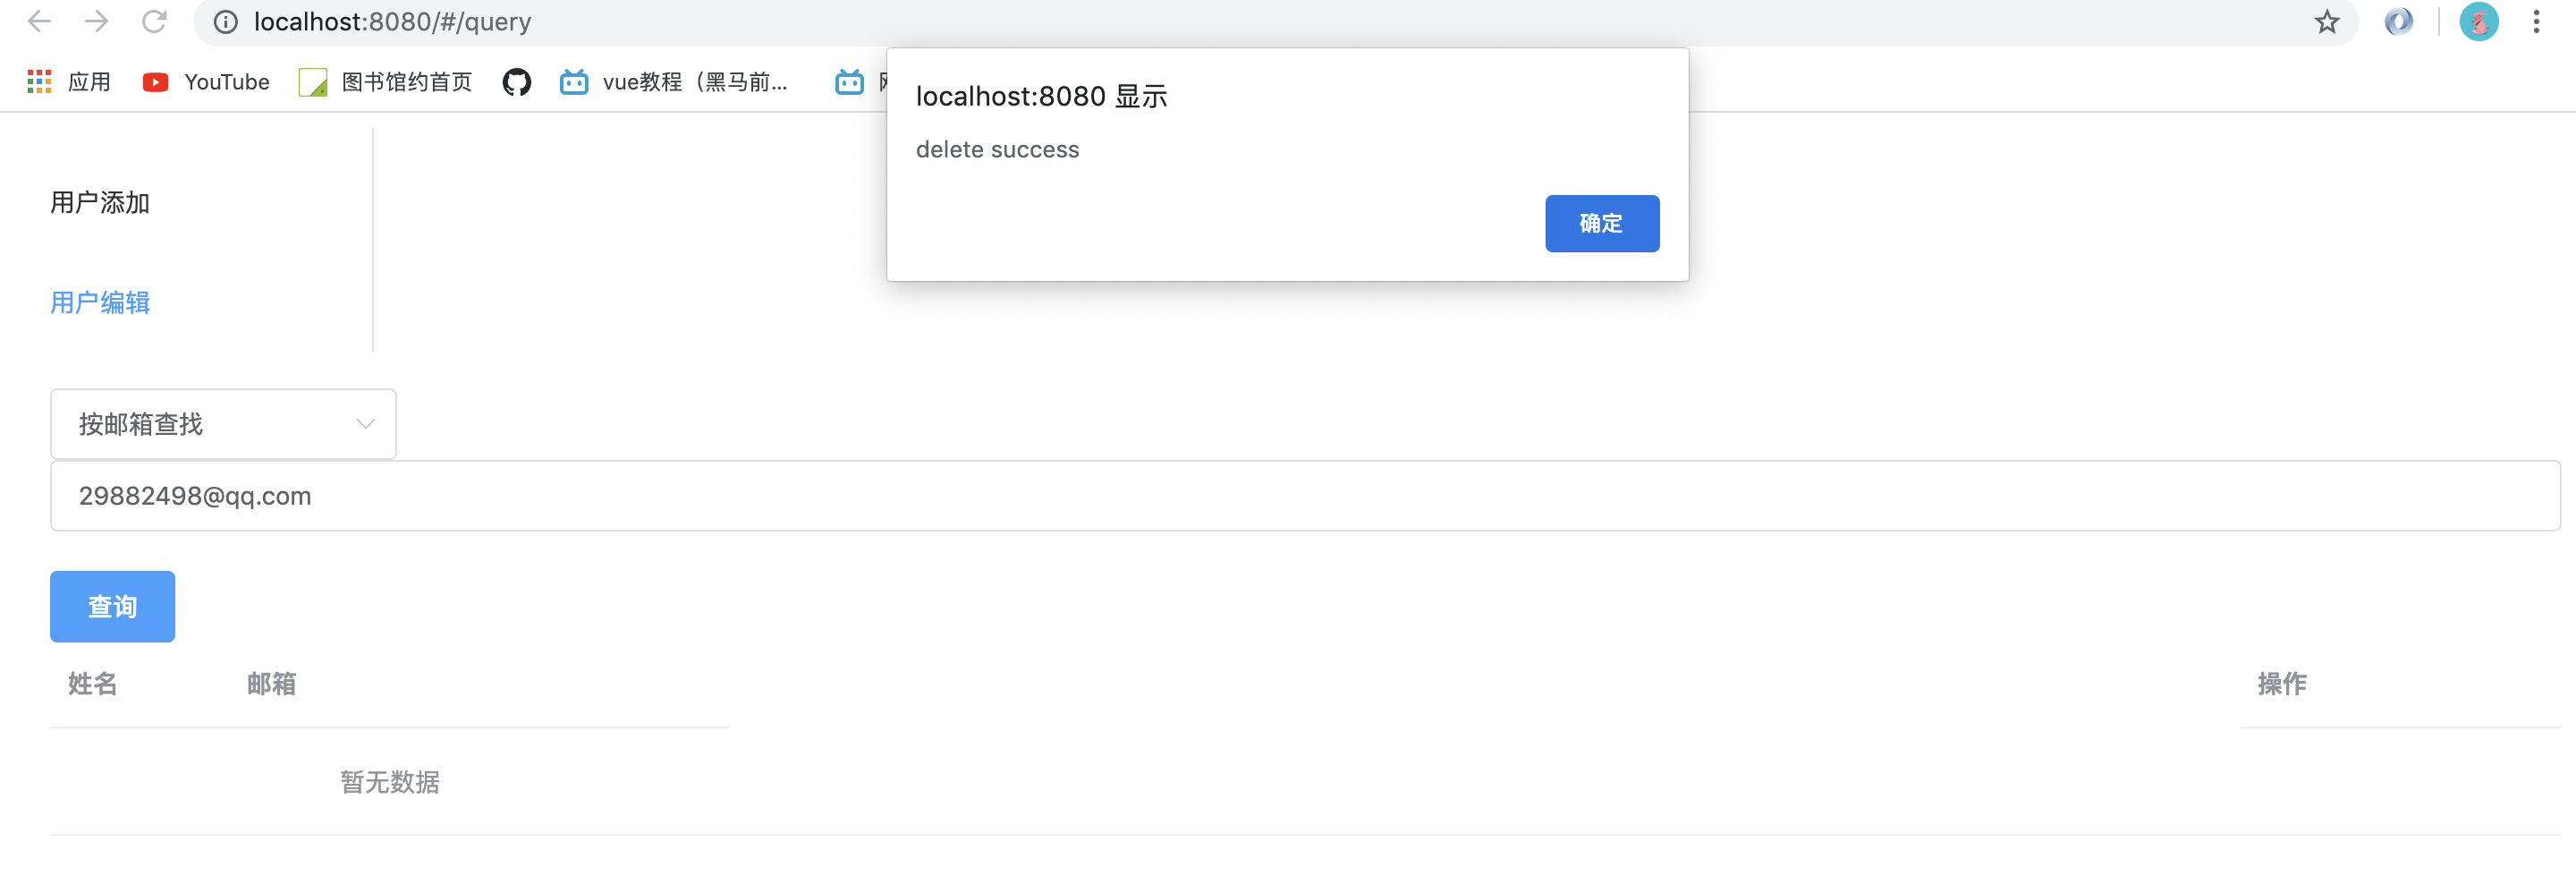 localhost:8080/#/query
应用 YouTube 图书馆约首页 vue教程（黑马前...
localhost:8080 显示
delete success
确定
用户添加
用户编辑
按邮箱查找
29882498@qq.com
查询
姓名 邮箱 操作
暂无数据